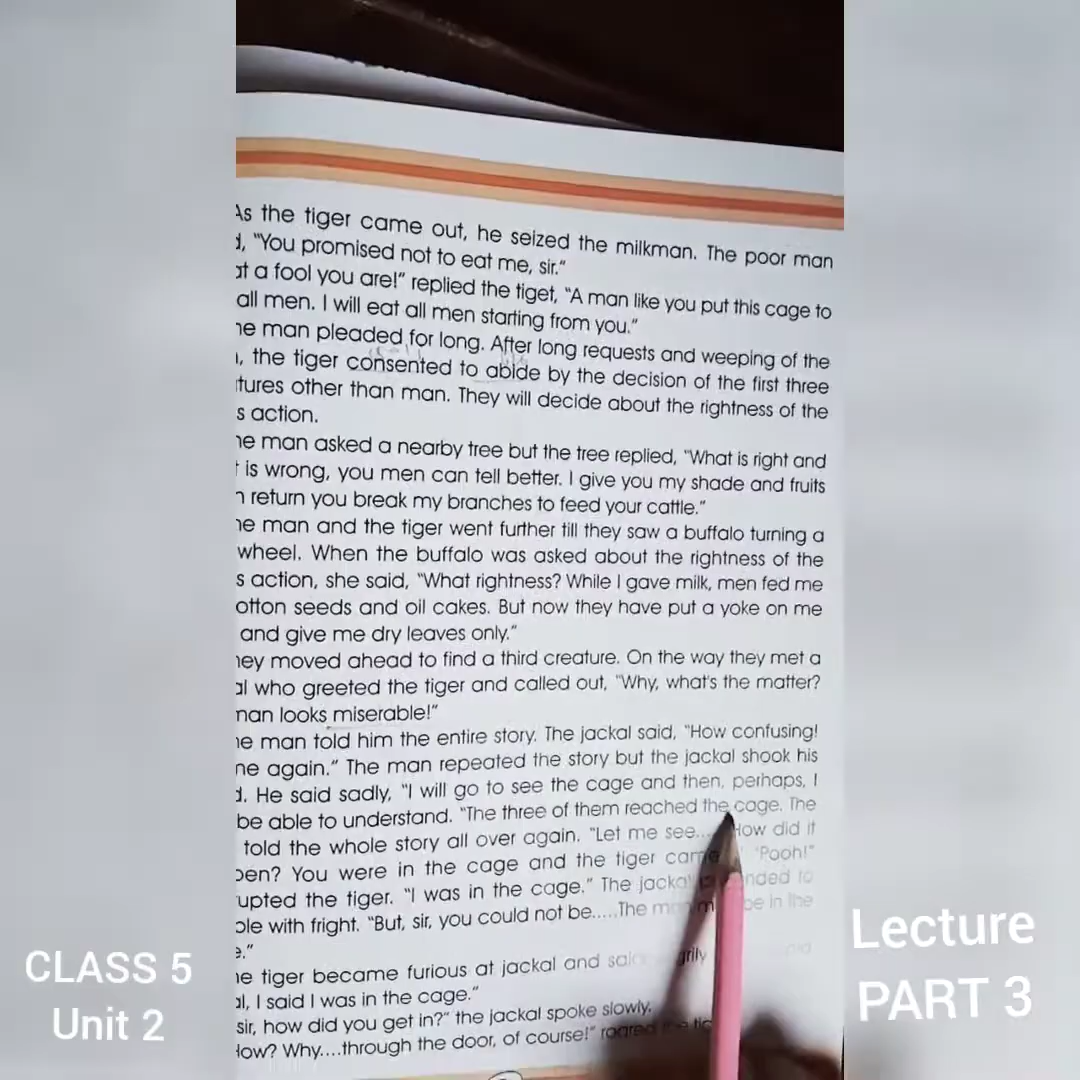 As the tiger came out, he seized the milkman. The poor man
d, "You promised not to eat me, sir."
at a fool you are!" replied the tiget, "A man like you put this cage to
all men. I will eat all men starting from you."
he man pleaded for long. After long requests and weeping of the
, the tiger consented to abide by the decision of the first three
tures other than man. They will decide about the rightness of the
s action.
he man asked a nearby tree but the tree replied, "What is right and
t is wrong, you men can tell better. I give you my shade and fruits
n return you break my branches to feed your cattle."
he man and the tiger went further till they saw a buffalo turning a
wheel. When the buffalo was asked about the rightness of the
s action, she said, "What rightness? While I gave milk, men fed me
otton seeds and oil cakes. But now they have put a yoke on me
and give me dry leaves only."
hey moved ahead to find a third creature. On the way they met a
al who greeted the tiger and called out, "Why, what's the matter?
man looks miserable!"
he man told him the entire story. The jackal said, "How confusing!
me again." The man repeated the story but the jackal shook his
d. He said sadly, "I will go to see the cage and then, perhaps, I
be able to understand. "The three of them reached the cage. The
told the whole story all over again. "Let me see.... How did it
pen? You were in the cage and the tiger came "Pooh!"
upted the tiger. "I was in the cage." The jackal nded to
ble with fright. "But, sir, you could not be.....The man m be in the
e."
he tiger became furious at jackal and said grily
al, I said I was in the cage."
sir, how did you get in?" the jackal spoke slowly.
How? Why....through the door, of course!" roared the tig
CLASS 5
Unit 2
Lecture
PART 3